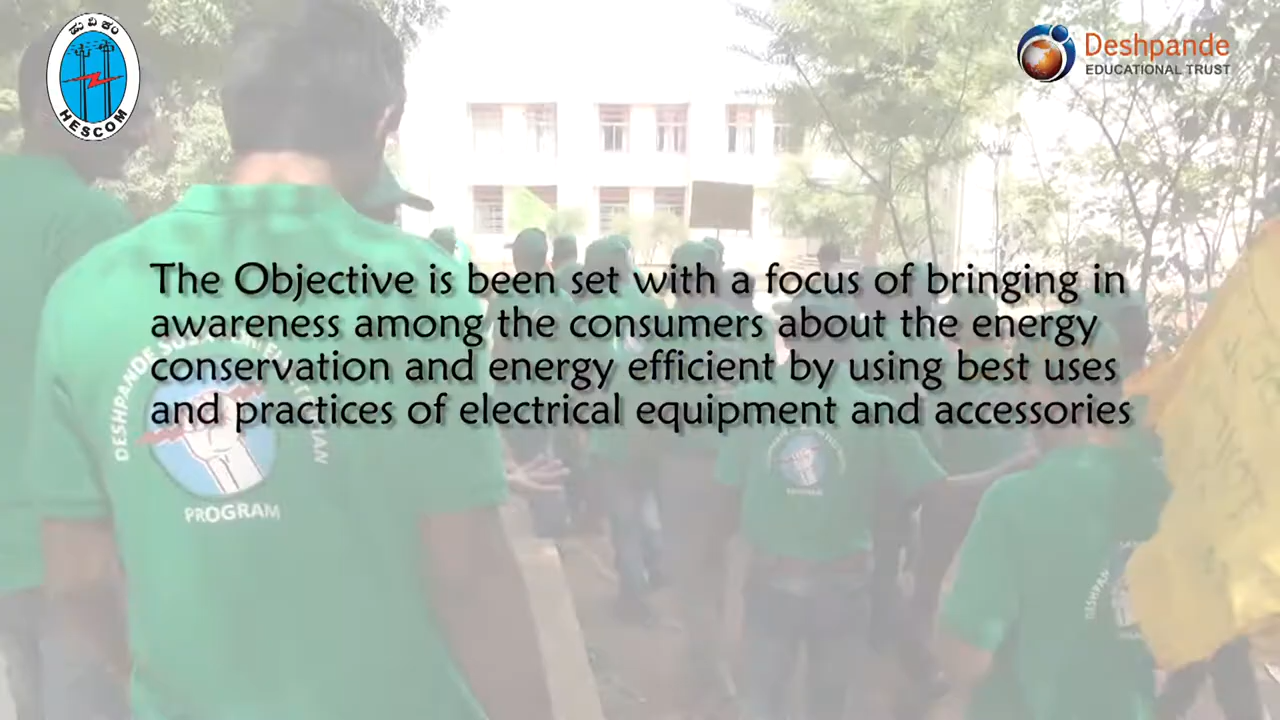 ಹು ವಿ ಕಂ
HESCOM
Deshpande
EDUCATIONAL TRUST
The Objective is been set with a focus of bringing in
awareness among the consumers about the energy
conservation and energy efficient by using best uses
and practices of electrical equipment and accessories
DESHPANDE
PROGRAM